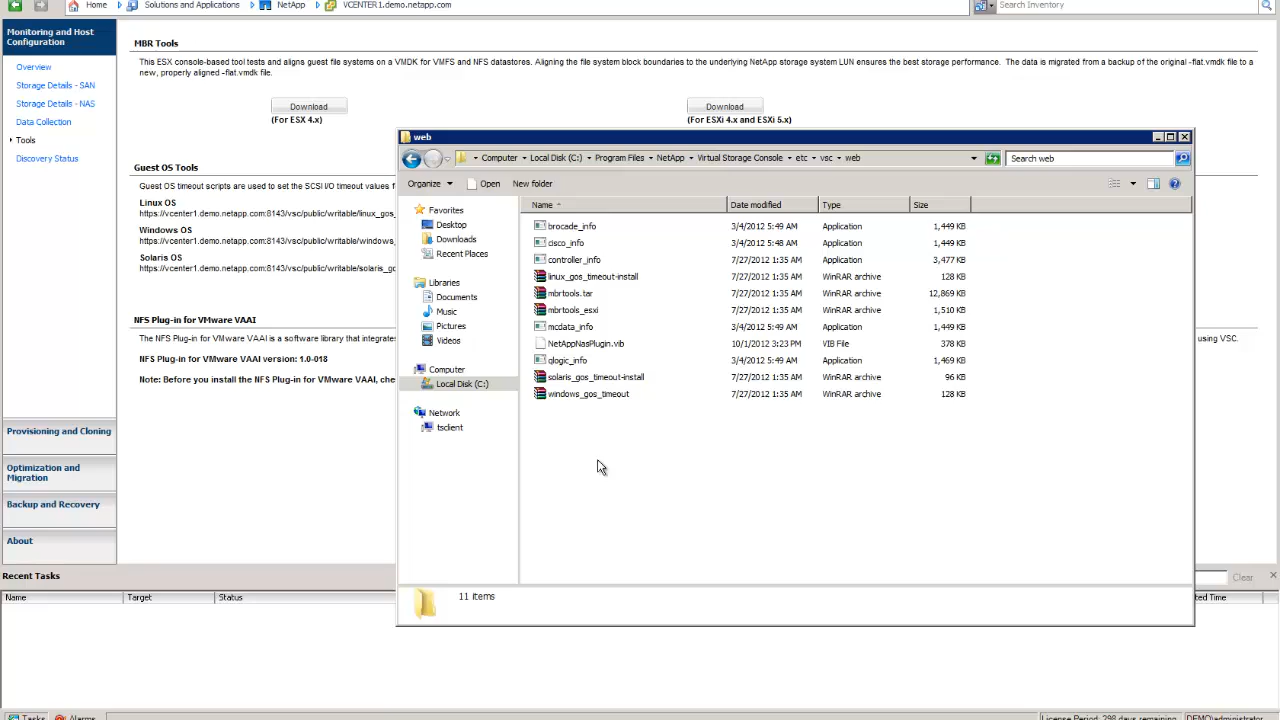 Home
Solutions and Applications
NetApp
VCENTER1.demo.netapp.com
Search Inventory
Monitoring and Host
Configuration
Overview
Storage Details - SAN
Storage Details - NAS
Data Collection
Tools
Discovery Status
Provisioning and Cloning
Optimization and
Migration
Backup and Recovery
About
MBR Tools
This ESX console-based tool tests and aligns guest file systems on a VMDK for VMFS and NFS datastores. Aligning the file system block boundaries to the underlying NetApp storage system LUN ensures the best storage performance. The data is migrated from a backup of the original -flat.vmdk file to a
new, properly aligned -flat.vmdk file.
Download
(For ESX 4.x)
Download
(For ESXi 4.x and ESXi 5.x)
Guest OS Tools
Guest OS timeout scripts are used to set the SCSI I/O timeout values f
Linux OS
https://vcenter1.demo.netapp.com:8143/vsc/public/writable/linux_gos_
Windows OS
https://vcenter1.demo.netapp.com:8143/vsc/public/writable/windows_
Solaris OS
https://vcenter1.demo.netapp.com:8143/vsc/public/writable/solaris_go
NFS Plug-in for VMware VAAI
The NFS Plug-in for VMware VAAI is a software library that integrates
using VSC.
NFS Plug-in for VMware VAAI version: 1.0-018
Note: Before you install the NFS Plug-in for VMware VAAI, che
web
Computer
Local Disk (C:)
Program Files
NetApp
Virtual Storage Console
etc
vsc
web
Search web
Organize
Open
New folder
Favorites
Desktop
Downloads
Recent Places
Libraries
Documents
Music
Pictures
Videos
Computer
Local Disk (C:)
Network
tsclient
Name Date modified Type Size
brocade_info 3/4/2012 5:49 AM Application 1,449 KB
cisco_info 3/4/2012 5:48 AM Application 1,449 KB
controller_info 7/27/2012 1:35 AM Application 3,477 KB
linux_gos_timeout-install 7/27/2012 1:35 AM WinRAR archive 128 KB
mbrtools.tar 7/27/2012 1:35 AM WinRAR archive 12,869 KB
mbrtools_esxi 7/27/2012 1:35 AM WinRAR archive 1,510 KB
mcdata_info 3/4/2012 5:49 AM Application 1,449 KB
NetAppNasPlugin.vib 10/1/2012 3:23 PM VIB File 378 KB
qlogic_info 3/4/2012 5:49 AM Application 1,469 KB
solaris_gos_timeout-install 7/27/2012 1:35 AM WinRAR archive 96 KB
windows_gos_timeout 7/27/2012 1:35 AM WinRAR archive 128 KB
11 items
Recent Tasks
Clear
Name Target Status
ted Time
Tasks
Alarms
License Period: 298 days remaining
DEMO\administrator